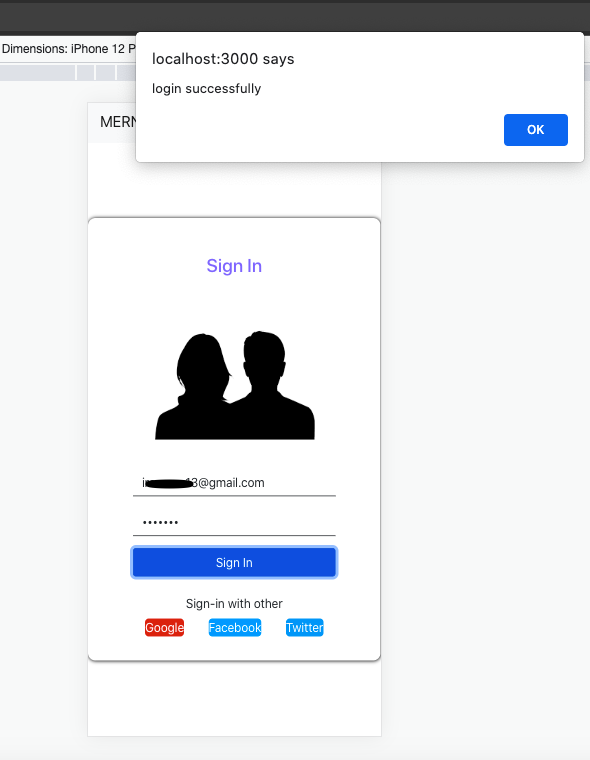 Dimensions: iPhone 12 P
localhost:3000 says
login successfully
OK
MERN
Sign In
3@gmail.com
•••••••
Sign In
Sign-in with other
Google Facebook Twitter